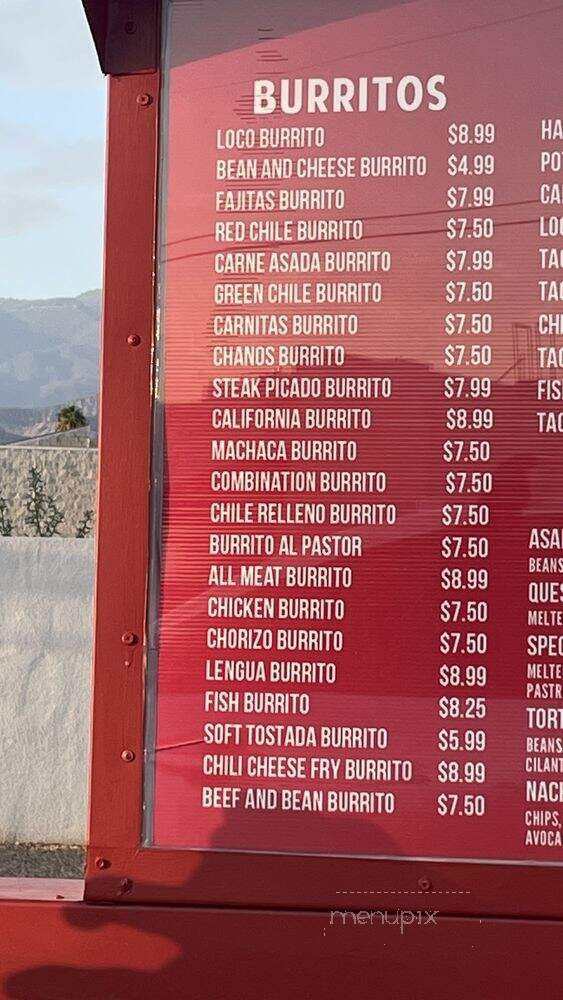 BURRITOS
LOCO BURRITO $8.99
BEAN AND CHEESE BURRITO $4.99
FAJITAS BURRITO $7.99
RED CHILE BURRITO $7.50
CARNE ASADA BURRITO $7.99
GREEN CHILE BURRITO $7.50
CARNITAS BURRITO $7.50
CHANOS BURRITO $7.50
STEAK PICADO BURRITO $7.99
CALIFORNIA BURRITO $8.99
MACHACA BURRITO $7.50
COMBINATION BURRITO $7.50
CHILE RELLENO BURRITO $7.50
BURRITO AL PASTOR $7.50
ALL MEAT BURRITO $8.99
CHICKEN BURRITO $7.50
CHORIZO BURRITO $7.50
LENGUA BURRITO $8.99
FISH BURRITO $8.25
SOFT TOSTADA BURRITO $5.99
CHILI CHEESE FRY BURRITO $8.99
BEEF AND BEAN BURRITO $7.50
BEANS
CHIPS,
menupix